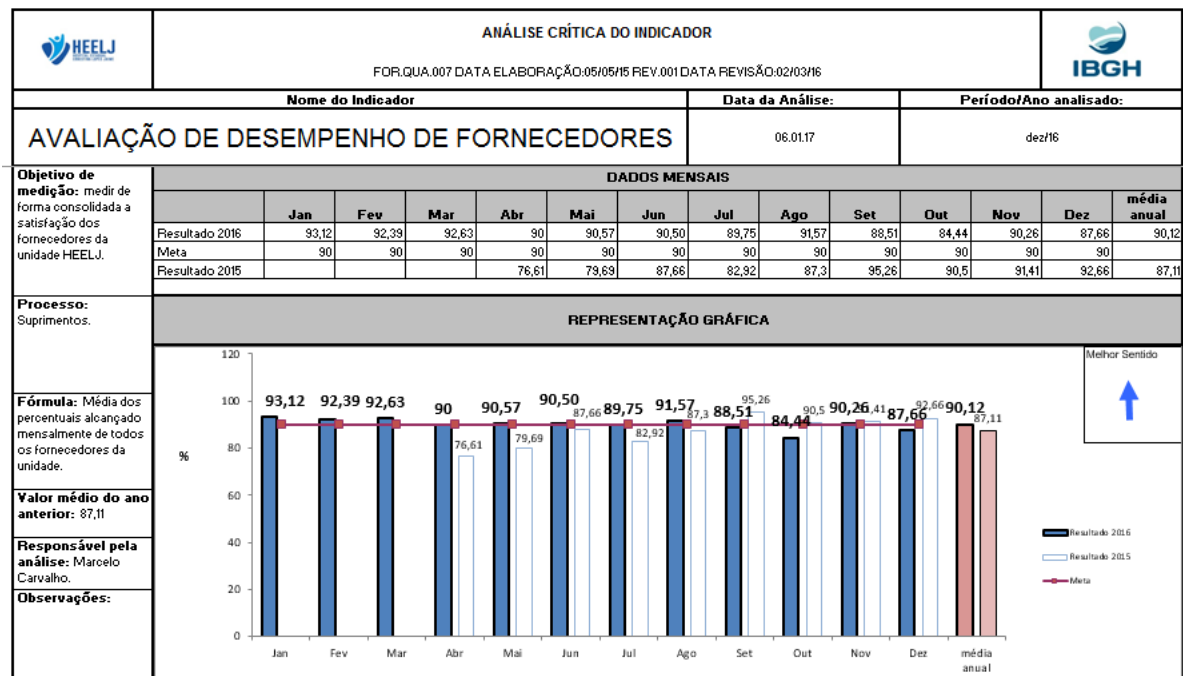 HEELJ
ANÁLISE CRÍTICA DO INDICADOR
FOR.QUA.007 DATA ELABORAÇÃO:05/05/15 REV.001 DATA REVISÃO:02/03/16
IBGH
Nome do Indicador
Data da Análise:
Período/Ano analisado:
AVALIAÇÃO DE DESEMPENHO DE FORNECEDORES
06.01.17
dez/16
Objetivo de
medição: medir de
forma consolidada a
satisfação dos
fornecedores da
unidade HEELJ.
DADOS MENSAIS
Jan Fev Mar Abr Mai Jun Jul Ago Set Out Nov Dez média anual
Resultado 2016 93,12 92,39 92,63 90 90,57 90,50 89,75 91,57 88,51 84,44 90,26 87,66 90,12
Meta 90 90 90 90 90 90 90 90 90 90 90 90
Resultado 2015 76,61 79,69 87,66 82,92 87,3 95,26 90,5 91,41 92,66 87,11
Processo:
Suprimentos.
Fórmula: Média dos
percentuais alcançado
mensalmente de todos
os fornecedores da
unidade.
Valor médio do ano
anterior: 87,11
Responsável pela
análise: Marcelo
Carvalho.
Observações:
REPRESENTAÇÃO GRÁFICA
Melhor Sentido
%
120
100
80
60
40
20
0
93,12 92,39 92,63 90 90,57 90,50 89,75 91,57 88,51 84,44 90,26 87,66 90,12
76,61 79,69 87,66 82,92 87,3 95,26 90,5 91,41 92,66 87,11
Jan Fev Mar Abr Mai Jun Jul Ago Set Out Nov Dez média
anual
Resultado 2016
Resultado 2015
Meta